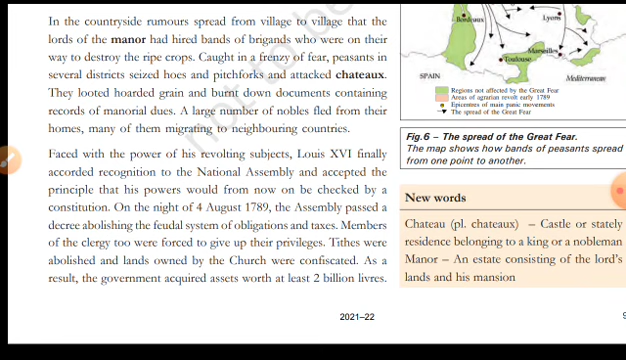 In the countryside rumours spread from village to village that the
lords of the manor had hired bands of brigands who were on their
way to destroy the ripe crops. Caught in a frenzy of fear, peasants in
several districts seized hoes and pitchforks and attacked chateaux.
They looted hoarded grain and burnt down documents containing
records of manorial dues. A large number of nobles fled from their
homes, many of them migrating to neighbouring countries.
Faced with the power of his revolting subjects, Louis XVI finally
accorded recognition to the National Assembly and accepted the
principle that his powers would from now on be checked by a
constitution. On the night of 4 August 1789, the Assembly passed a
decree abolishing the feudal system of obligations and taxes. Members
of the clergy too were forced to give up their privileges. Tithes were
abolished and lands owned by the Church were confiscated. As a
result, the government acquired assets worth at least 2 billion livres.
Bordeaux
Lyons
Marseilles
Toulouse
SPAIN
Mediterranean
Regions not affected by the Great Fear
Areas of agrarian revolt early 1789
Epicentres of main panic movements
The spread of the Great Fear
Fig.6 – The spread of the Great Fear.
The map shows how bands of peasants spread
from one point to another.
New words
Chateau (pl. chateaux) – Castle or stately
residence belonging to a king or a nobleman
Manor – An estate consisting of the lord's
lands and his mansion
2021–22